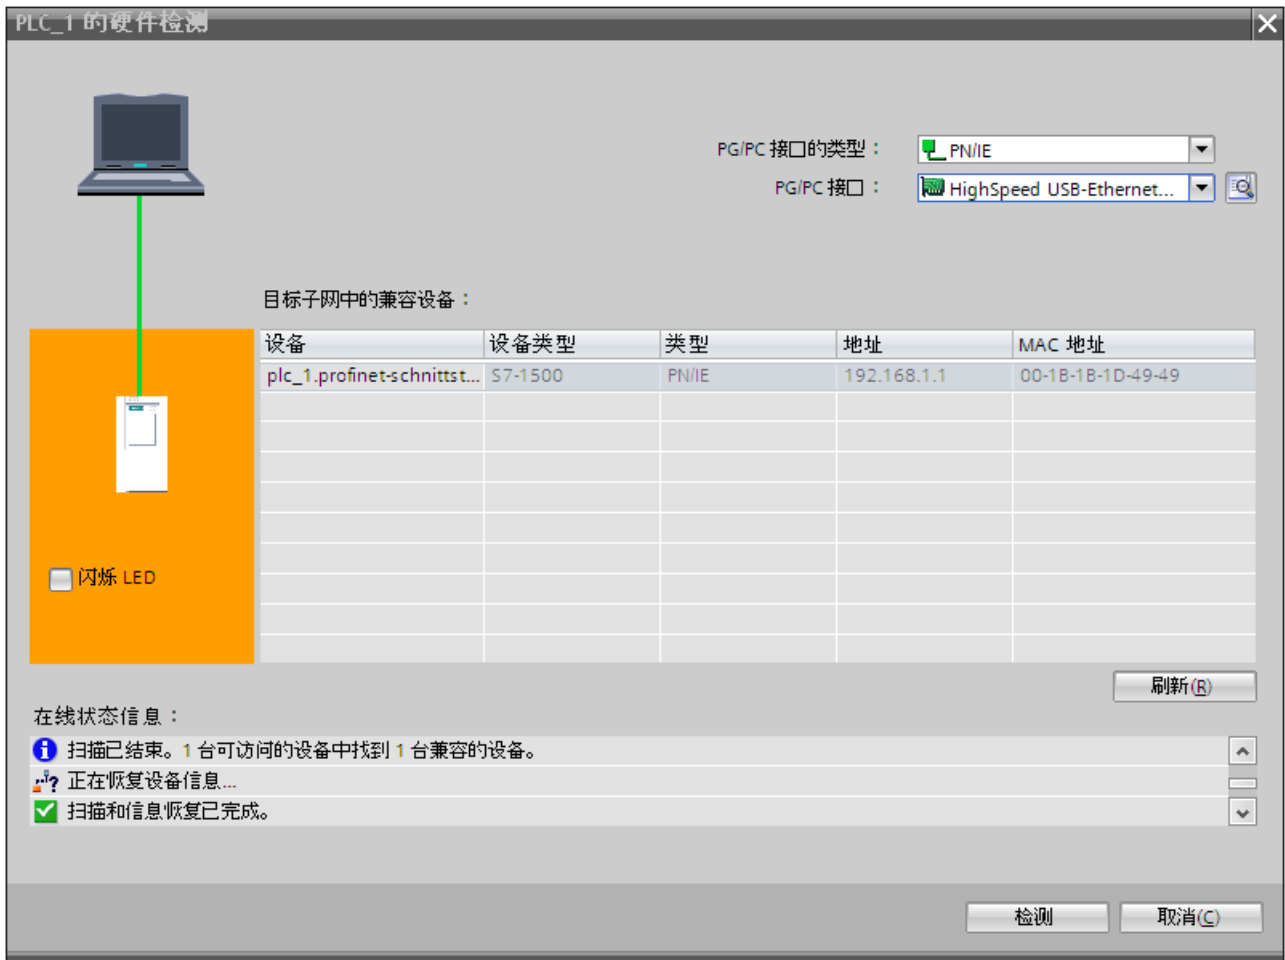 PLC_1 的硬件检测
PG/PC 接口的类型： PN/IE
PG/PC 接口： HighSpeed USB-Ethernet...
目标子网中的兼容设备：
设备 设备类型 类型 地址 MAC 地址
plc_1.profinet-schnittst... S7-1500 PN/IE 192.168.1.1 00-1B-1B-1D-49-49
闪烁 LED
刷新(R)
在线状态信息：
扫描已结束。1 台可访问的设备中找到 1 台兼容的设备。
正在恢复设备信息...
扫描和信息恢复已完成。
检测 取消(C)